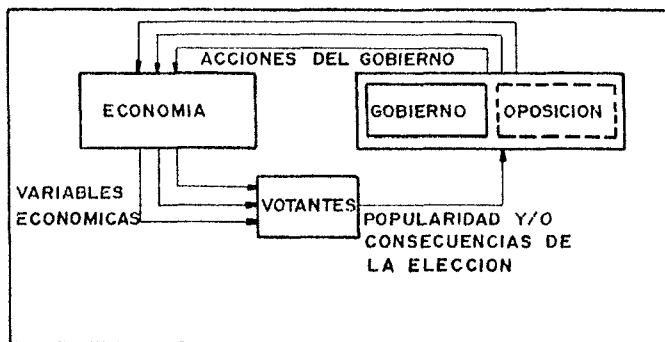 ACCIONES DEL GOBIERNO
ECONOMIA
GOBIERNO
OPOSICION
VARIABLES
ECONOMICAS
VOTANTES
POPULARIDAD Y/O
CONSECUENCIAS DE
LA ELECCION